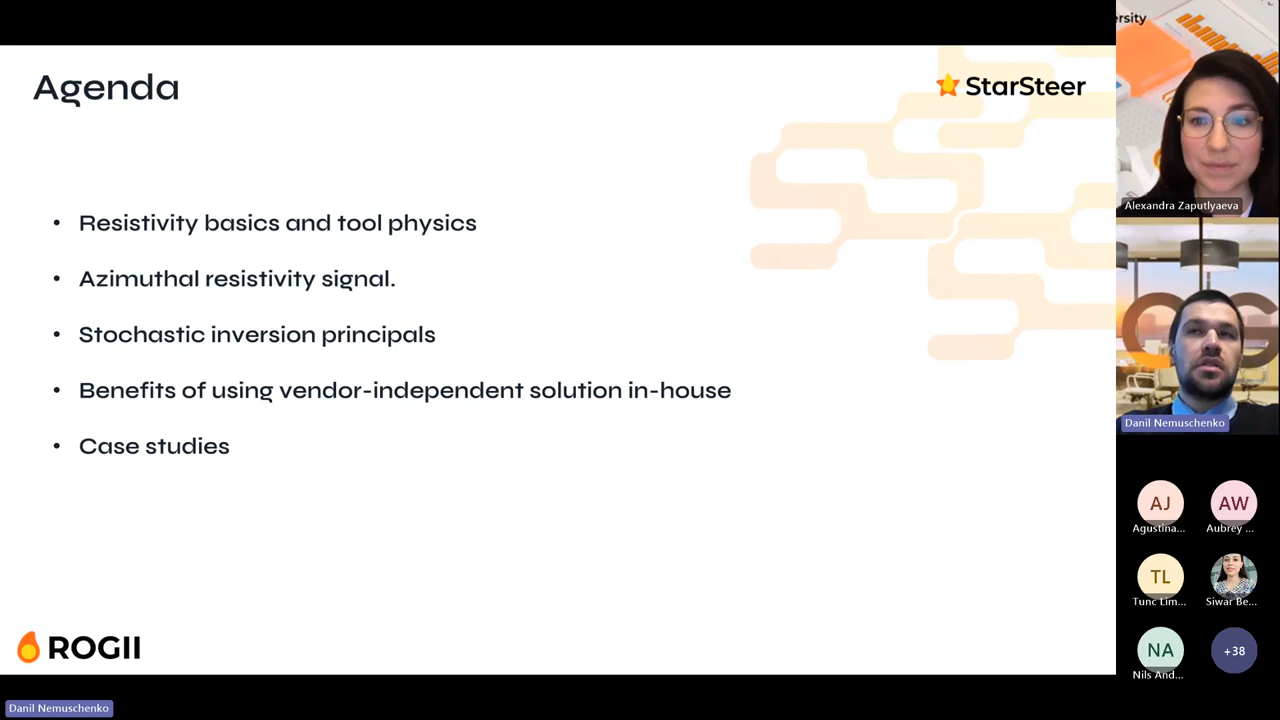 Agenda
StarSteer
• Resistivity basics and tool physics
• Azimuthal resistivity signal.
• Stochastic inversion principals
• Benefits of using vendor-independent solution in-house
• Case studies
ROGII
Danil Nemuschenko
ersity
Alexandra Zaputlyaeva
Danil Nemuschenko
AJ
AW
Agustina...
Aubrey ...
TL
Tunc Lim...
Siwar Be...
NA
+38
Nils And...